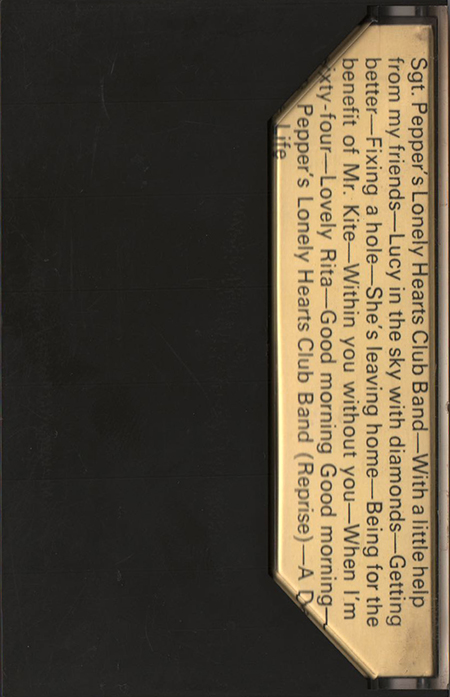 Sgt. Pepper's Lonely Hearts Club Band—With a little help
from my friends—Lucy in the sky with diamonds—Getting
better—Fixing a hole—She's leaving home—Being for the
benefit of Mr. Kite—Within you without you—When I'm
ixty-four—Lovely Rita—Good morning Good morning—
Pepper's Lonely Hearts Club Band (Reprise)—A D
Life